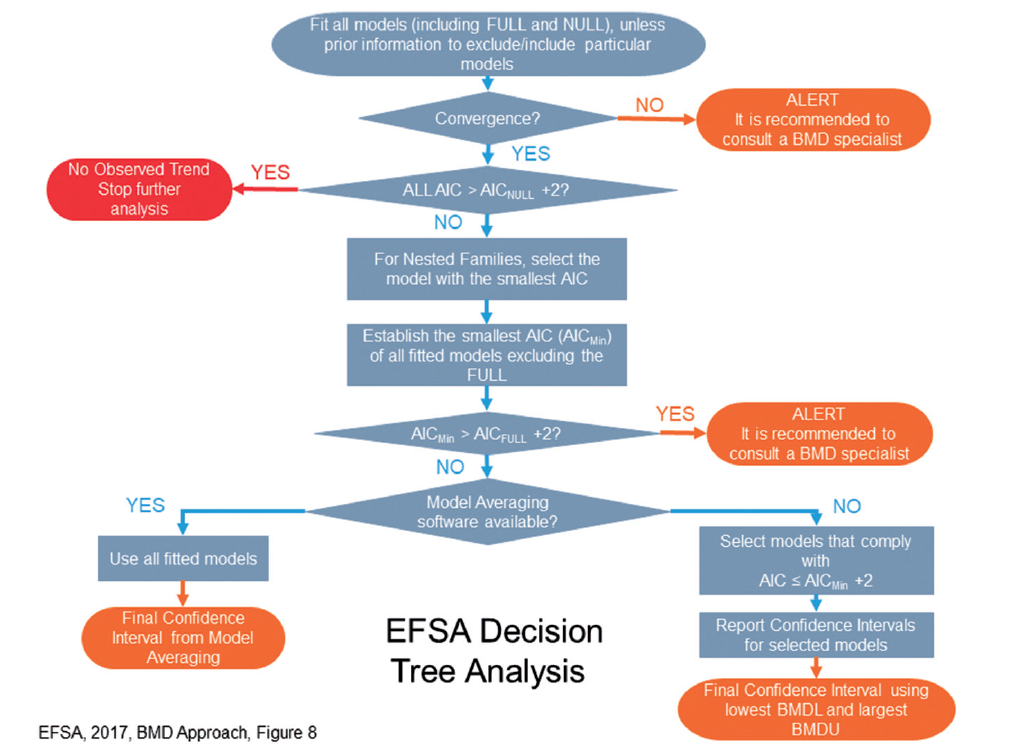 Fit all models (including FULL and NULL), unless
prior information to exclude/include particular
models
Convergence?
NO
ALERT
It is recommended to
consult a BMD specialist
YES
ALL AIC > AICNULL +2?
YES
No Observed Trend
Stop further
analysis
NO
For Nested Families, select the
model with the smallest AIC
Establish the smallest AIC (AICMin)
of all fitted models excluding the
FULL
AICMin > AICFULL +2?
YES
ALERT
It is recommended to
consult a BMD specialist
NO
Model Averaging
software available?
YES
Use all fitted models
Final Confidence
Interval from Model
Averaging
NO
Select models that comply
with
AIC ≤ AICMin +2
Report Confidence Intervals
for selected models
Final Confidence Interval using
lowest BMDL and largest
BMDU
EFSA Decision
Tree Analysis
EFSA, 2017, BMD Approach, Figure 8